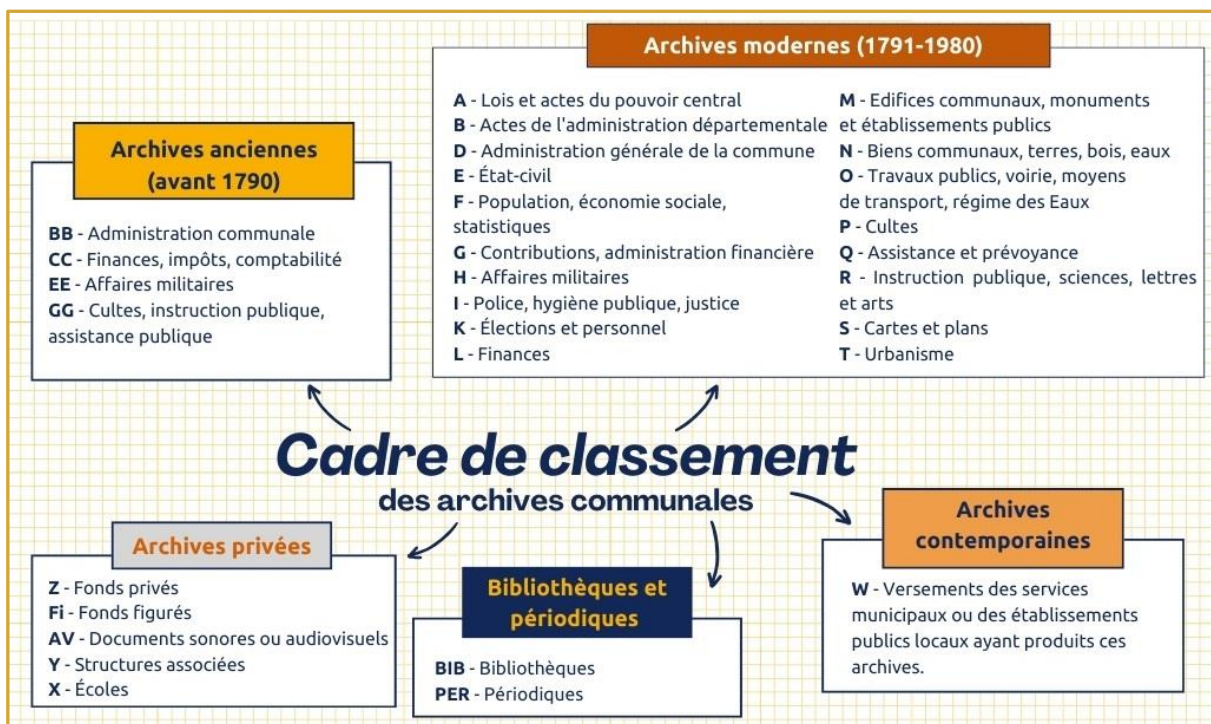 Archives modernes (1791-1980)
A - Lois et actes du pouvoir central
B - Actes de l'administration départementale
D - Administration générale de la commune
E - État-civil
F - Population, économie sociale,
statistiques
G - Contributions, administration financière
H - Affaires militaires
I - Police, hygiène publique, justice
K - Élections et personnel
L - Finances
M - Edifices communaux, monuments
et établissements publics
N - Biens communaux, terres, bois, eaux
O - Travaux publics, voirie, moyens
de transport, régime des Eaux
P - Cultes
Q - Assistance et prévoyance
R - Instruction publique, sciences, lettres
et arts
S - Cartes et plans
T - Urbanisme
Archives anciennes
(avant 1790)
BB - Administration communale
CC - Finances, impôts, comptabilité
EE - Affaires militaires
GG - Cultes, instruction publique,
assistance publique
Cadre de classement
des archives communales
Archives privées
Z - Fonds privés
Fi - Fonds figurés
AV - Documents sonores ou audiovisuels
Y - Structures associées
X - Écoles
Bibliothèques et
périodiques
BIB - Bibliothèques
PER - Périodiques
Archives
contemporaines
W - Versements des services
municipaux ou des établissements
publics locaux ayant produits ces
archives.